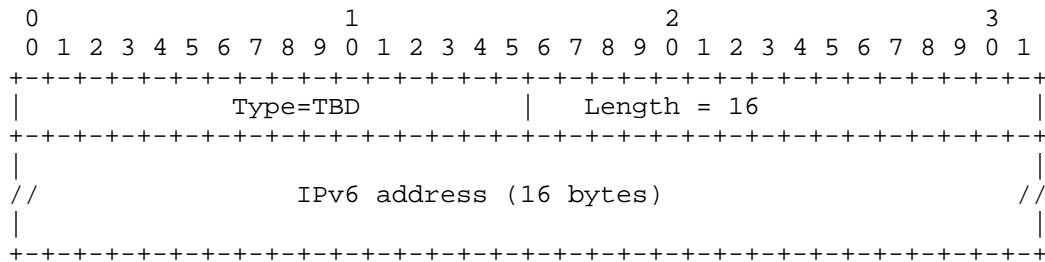 0                   1                   2                   3
 0 1 2 3 4 5 6 7 8 9 0 1 2 3 4 5 6 7 8 9 0 1 2 3 4 5 6 7 8 9 0 1
+-+-+-+-+-+-+-+-+-+-+-+-+-+-+-+-+-+-+-+-+-+-+-+-+-+-+-+-+-+-+-+-+
|             Type=TBD          |   Length = 16                 |
+-+-+-+-+-+-+-+-+-+-+-+-+-+-+-+-+-+-+-+-+-+-+-+-+-+-+-+-+-+-+-+-+
|                                                               |
//                IPv6 address (16 bytes)                      //
|                                                               |
+-+-+-+-+-+-+-+-+-+-+-+-+-+-+-+-+-+-+-+-+-+-+-+-+-+-+-+-+-+-+-+-+